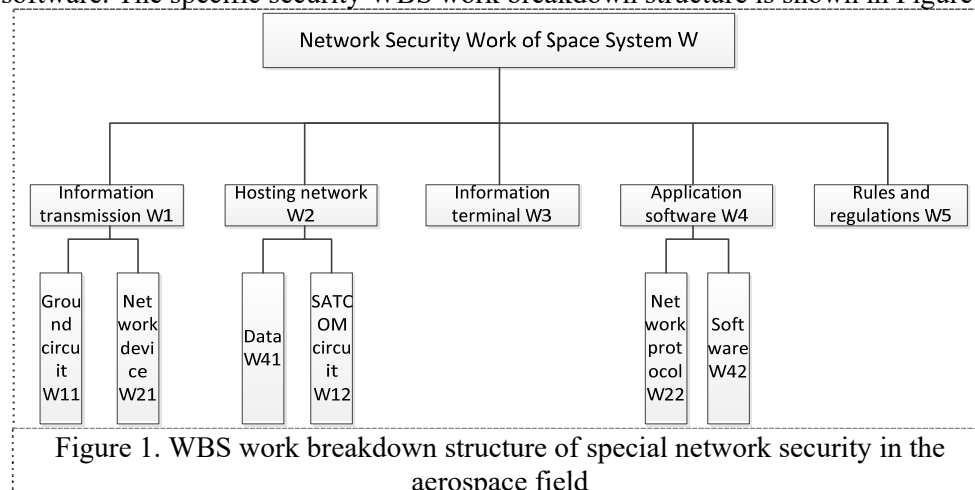 software. The specific security WBS work breakdown structure is shown in Figure
Network Security Work of Space System W
Information
transmission W1
Hosting network
W2
Information
terminal W3
Application
software W4
Rules and
regulations W5
Grou
nd
circu
it
W11
Net
work
devi
ce
W21
Data
W41
SATC
OM
circu
it
W12
Net
work
prot
ocol
W22
Soft
ware
W42
Figure 1. WBS work breakdown structure of special network security in the
aerospace field